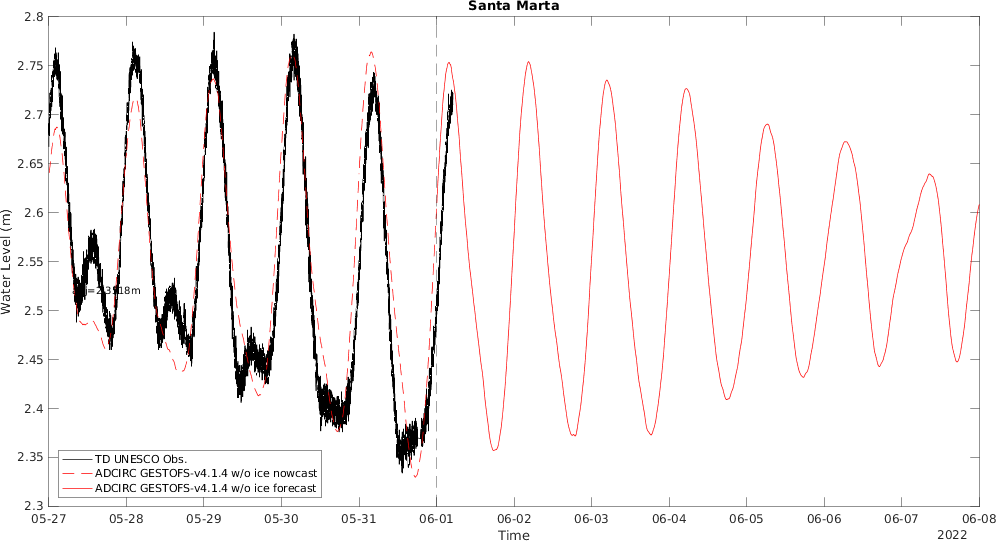 Santa Marta
2.8
2.75
2.7
2.65
2.6
2.55
2.5
2.45
2.4
2.35
2.3
Water Level (m)
TD UNESCO Obs.
ADCIRC GESTOFS-v4.1.4 w/o ice nowcast
ADCIRC GESTOFS-v4.1.4 w/o ice forecast
05-27 05-28 05-29 05-30 05-31 06-01 06-02 06-03 06-04 06-05 06-06 06-07 06-08
Time
2022